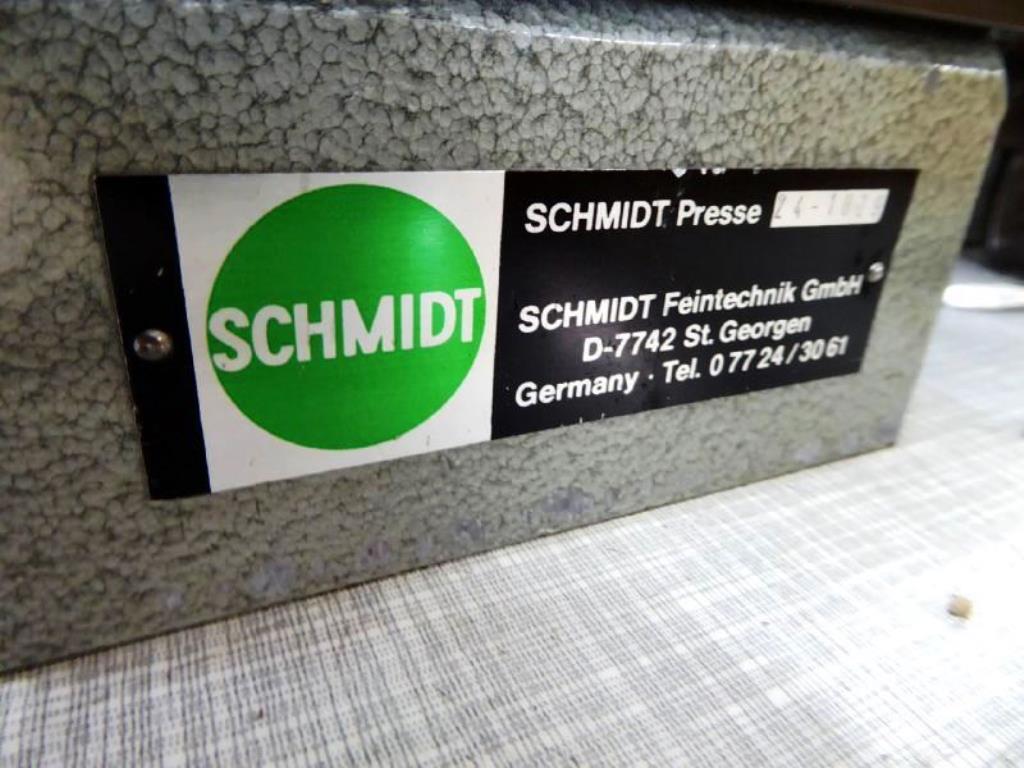 SCHMIDT
SCHMIDT Presse
SCHMIDT Feintechnik GmbH
D-7742 St. Georgen
Germany · Tel. 0 77 24/30 61